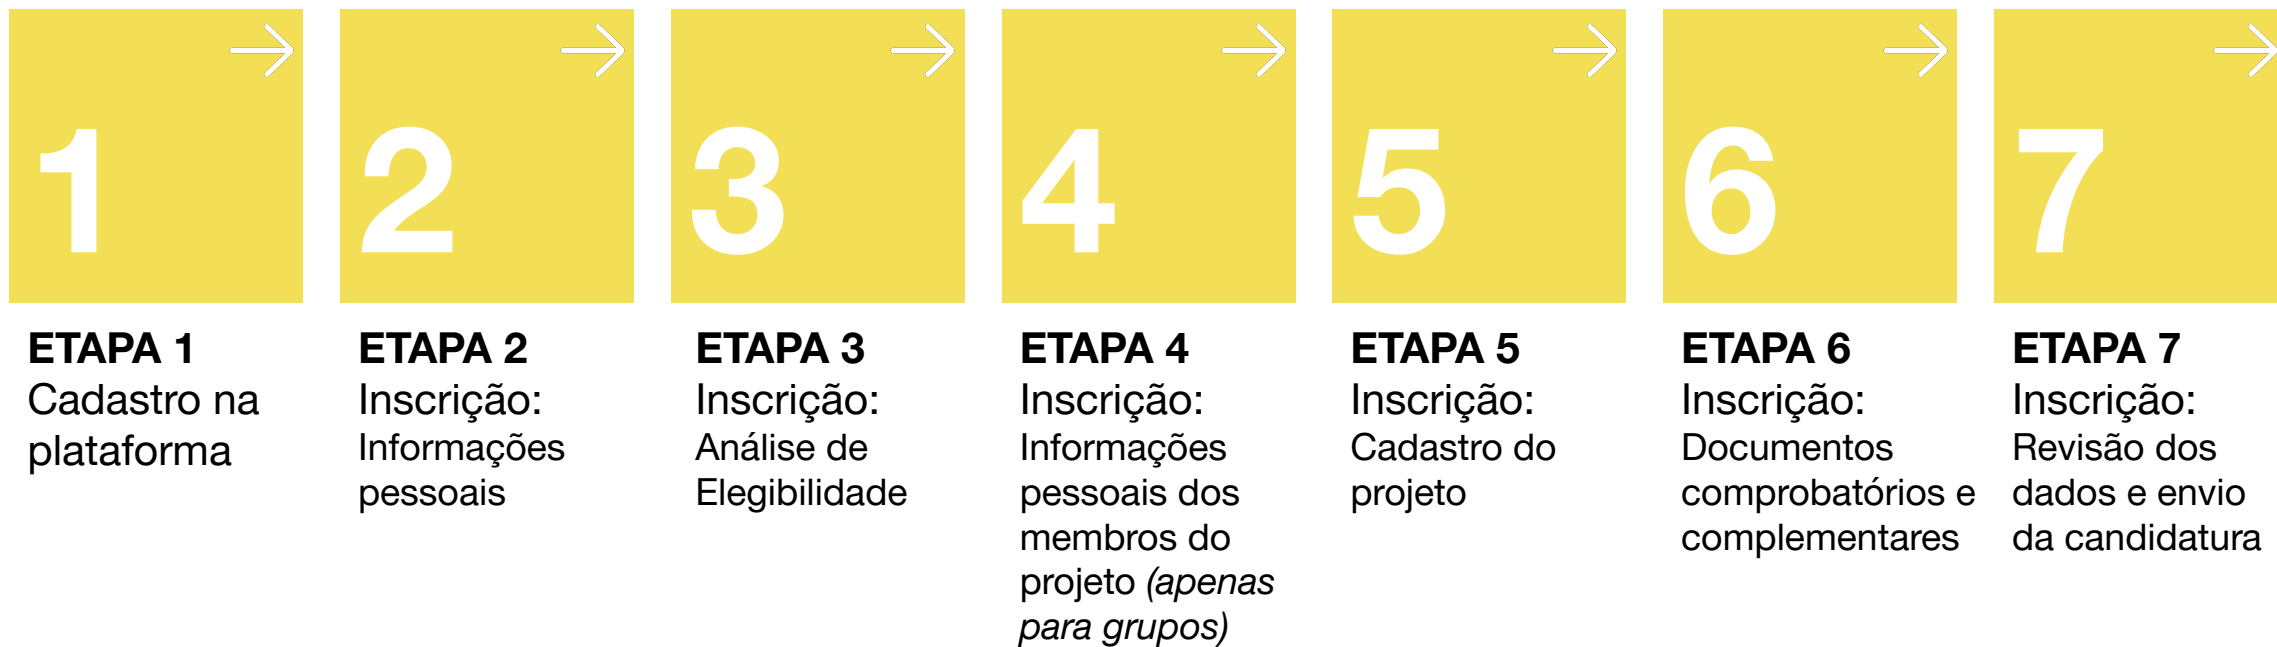 1
2
3
4
5
6
7
ETAPA 1
Cadastro na
plataforma
ETAPA 2
Inscrição:
Informações
pessoais
ETAPA 3
Inscrição:
Análise de
Elegibilidade
ETAPA 4
Inscrição:
Informações
pessoais dos
membros do
projeto (apenas
para grupos)
ETAPA 5
Inscrição:
Cadastro do
projeto
ETAPA 6
Inscrição:
Documentos
comprobatórios e
complementares
ETAPA 7
Inscrição:
Revisão dos
dados e envio
da candidatura